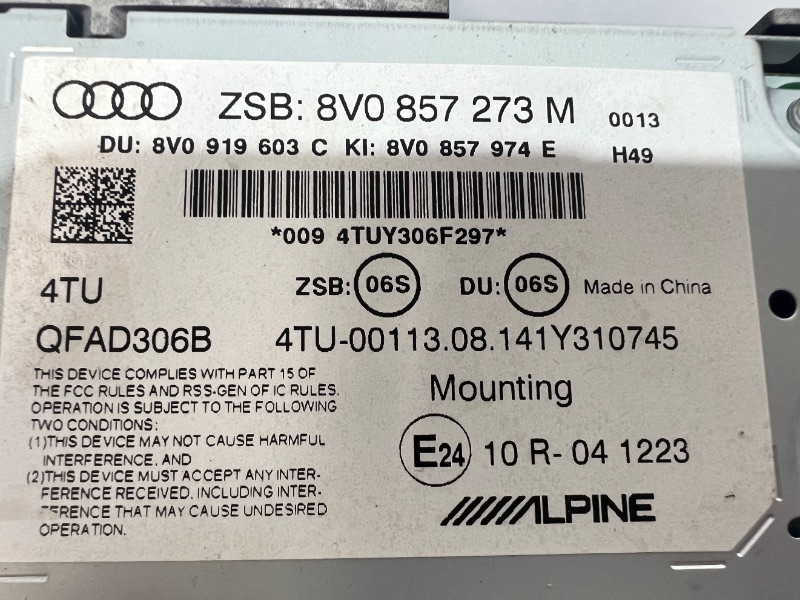 ZSB: 8V0 857 273 M 0013
DU: 8V0 919 603 C KI: 8V0 857 974 E H49
*009 4TUY306F297*
4TU ZSB: 06S DU: 06S Made in China
QFAD306B 4TU-00113.08.141Y310745
THIS DEVICE COMPLIES WITH PART 15 OF
THE FCC RULES AND RSS-GEN OF IC RULES.
OPERATION IS SUBJECT TO THE FOLLOWING
TWO CONDITIONS:
(1)THIS DEVICE MAY NOT CAUSE HARMFUL
INTERFERENCE, AND
(2)THIS DEVICE MUST ACCEPT ANY INTER-
FERENCE RECEIVED, INCLUDING INTER-
FERENCE THAT MAY CAUSE UNDESIRED
OPERATION.
Mounting
E24 10 R- 04 1223
ALPINE